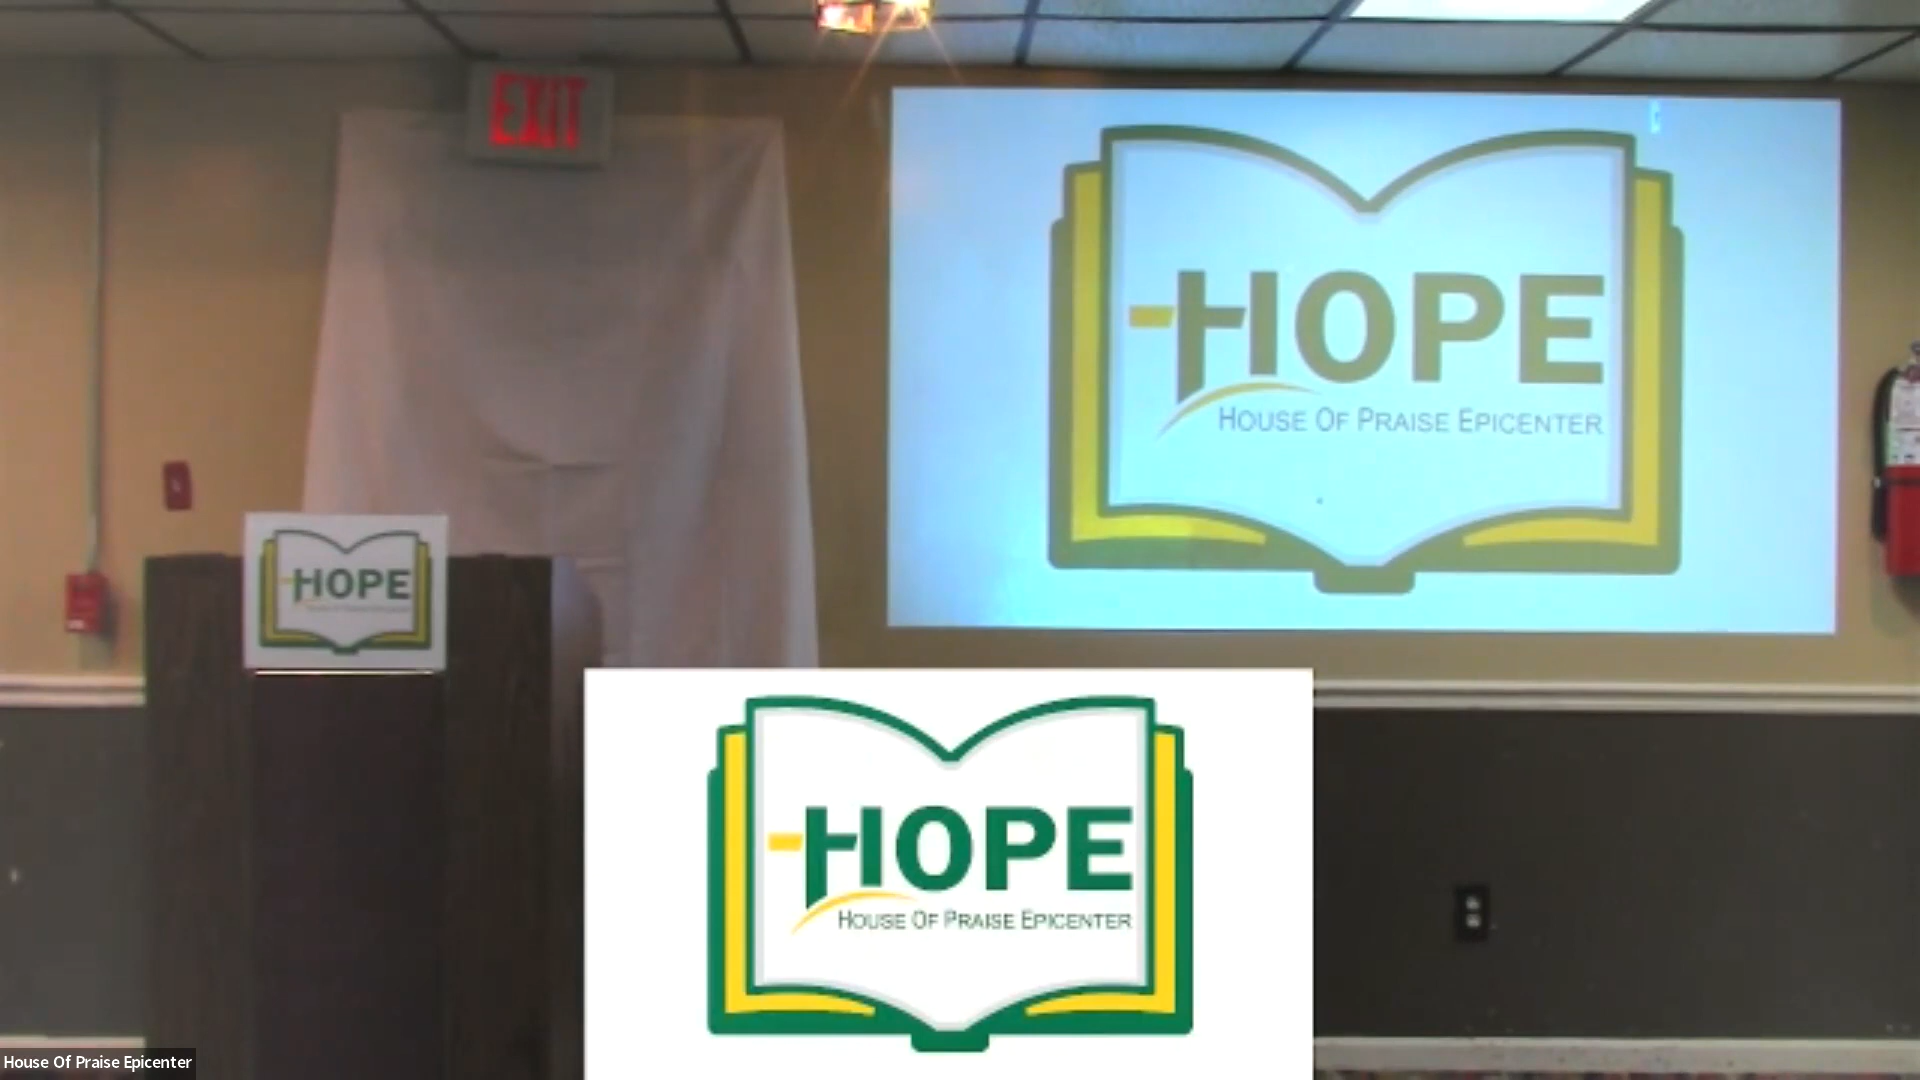 EXIT
HOPE
HOUSE OF PRAISE EPICENTER
HOPE
HOPE
HOUSE OF PRAISE EPICENTER
House Of Praise Epicenter